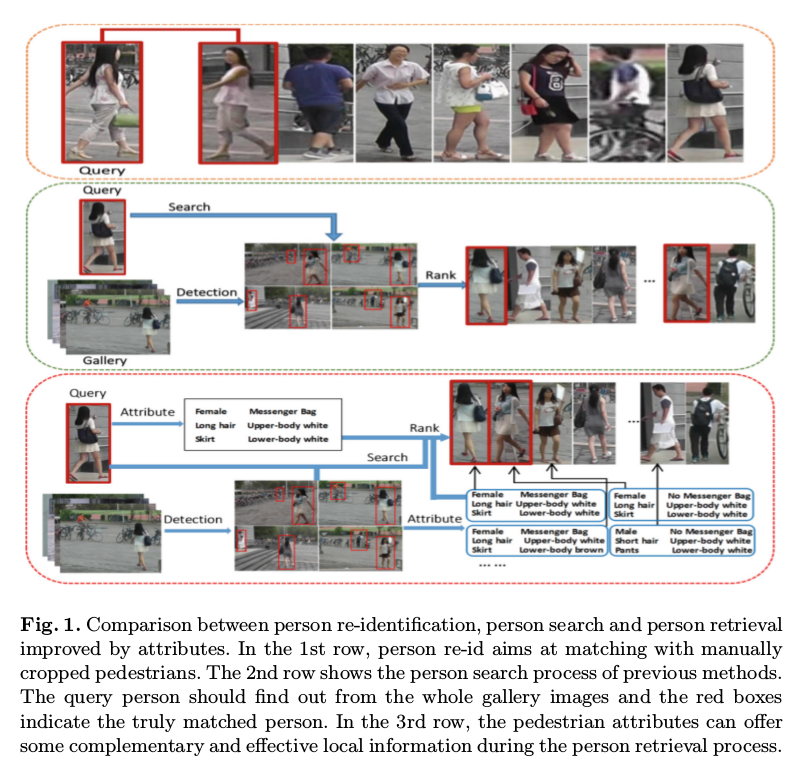 Query
Query
Search
Detection
Rank
...
Gallery
Query
Attribute
Female Messenger Bag
Long hair Upper-body white
Skirt Lower-body white
Rank
Search
...
Detection
Attribute
Female Messenger Bag
Long hair Upper-body white
Skirt Lower-body white
Female No Messenger Bag
Long hair Upper-body white
Skirt Lower-body white
Female Messenger Bag
Long hair Upper-body white
Skirt Lower-body brown
Male No Messenger Bag
Short hair Upper-body white
Pants Lower-body white
... ...
Fig. 1. Comparison between person re-identification, person search and person retrieval
improved by attributes. In the 1st row, person re-id aims at matching with manually
cropped pedestrians. The 2nd row shows the person search process of previous methods.
The query person should find out from the whole gallery images and the red boxes
indicate the truly matched person. In the 3rd row, the pedestrian attributes can offer
some complementary and effective local information during the person retrieval process.